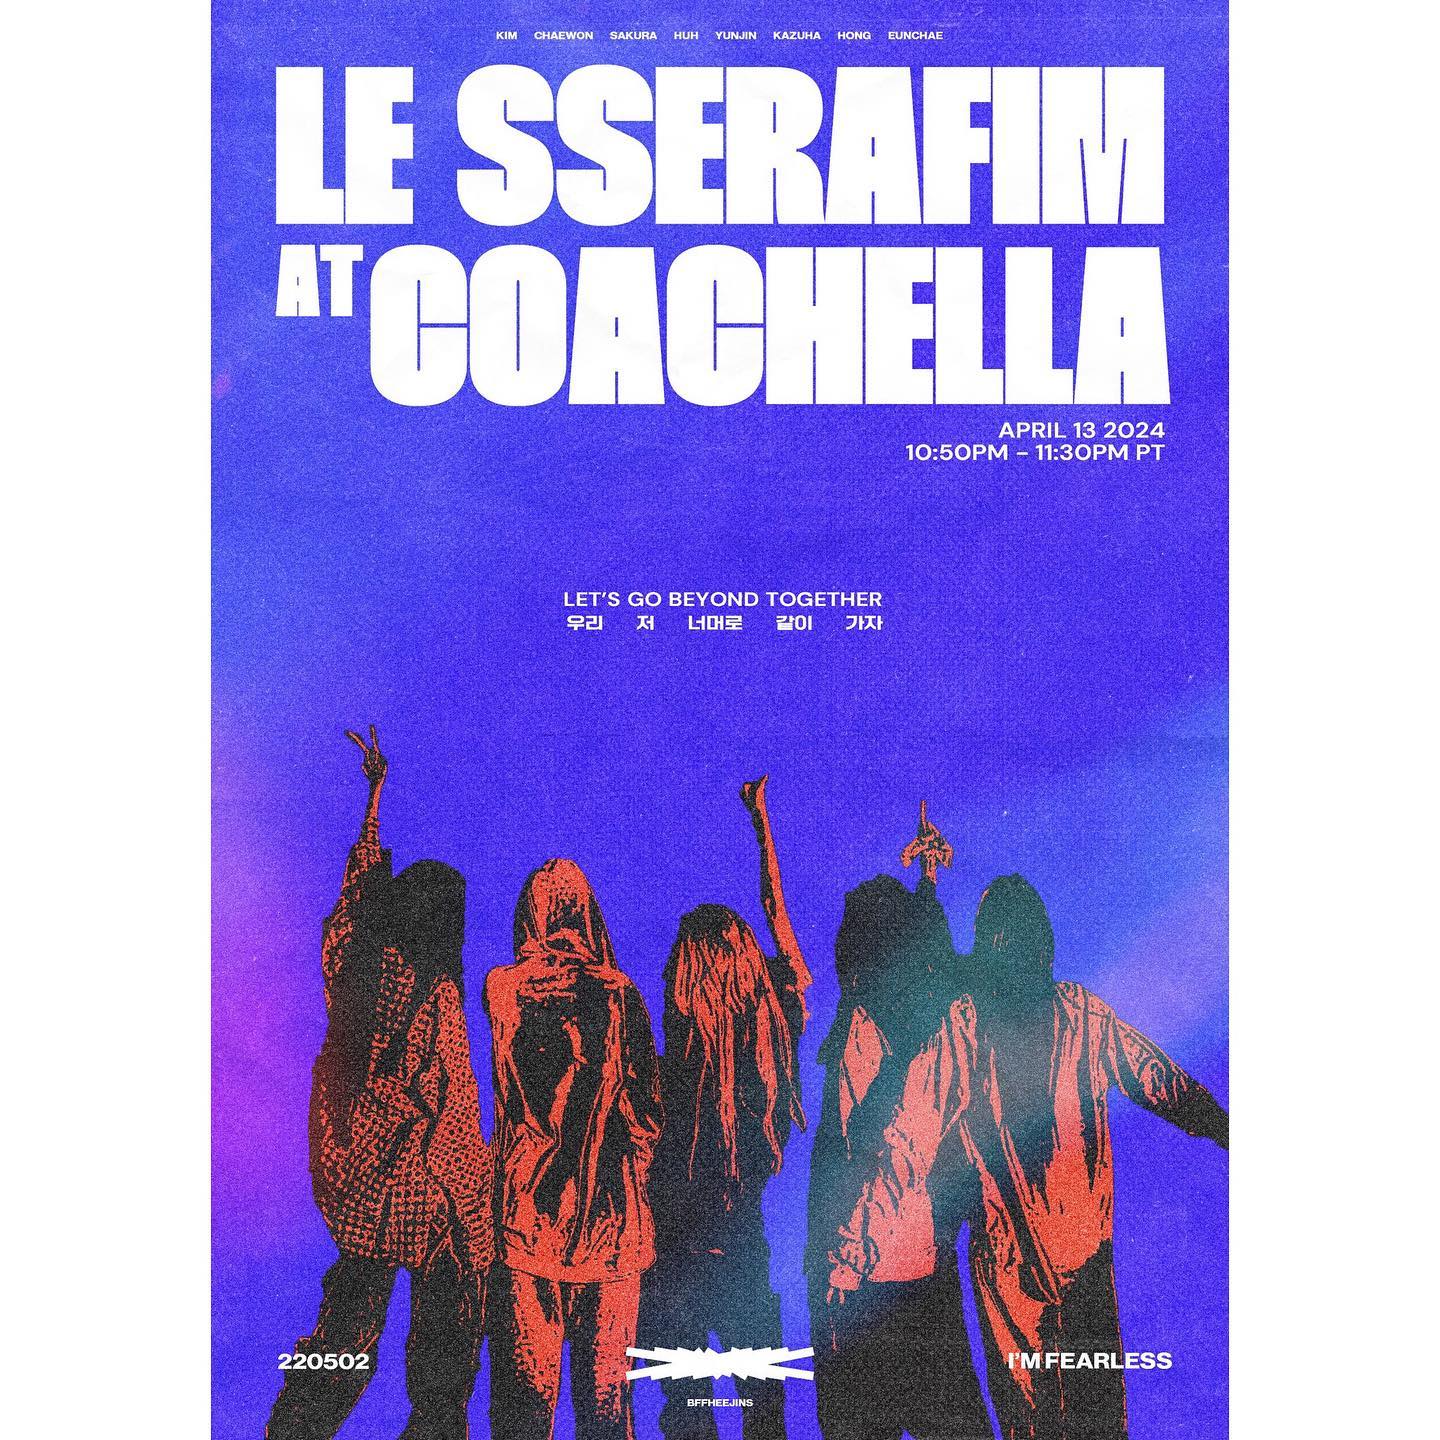 KIM CHAEWON SAKURA HUH YUNJIN KAZUHA HONG EUNCHAE
LE SSERAFIM
AT COACHELLA
APRIL 13 2024
10:50PM – 11:30PM PT
LET'S GO BEYOND TOGETHER
우리 저 너머로 같이 가자
220502
I'M FEARLESS
BFFHEEJINS